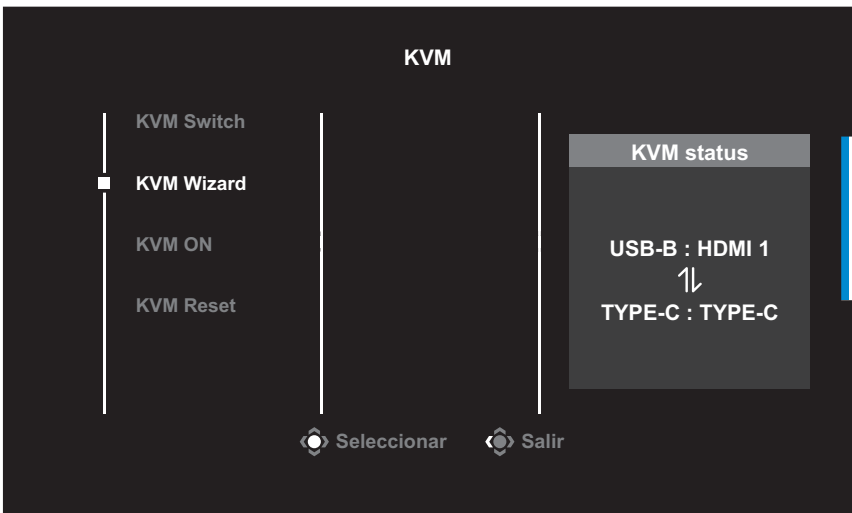 KVM
KVM Switch
KVM Wizard
KVM ON
KVM Reset
KVM status
USB-B : HDMI 1
TYPE-C : TYPE-C
Seleccionar
Salir